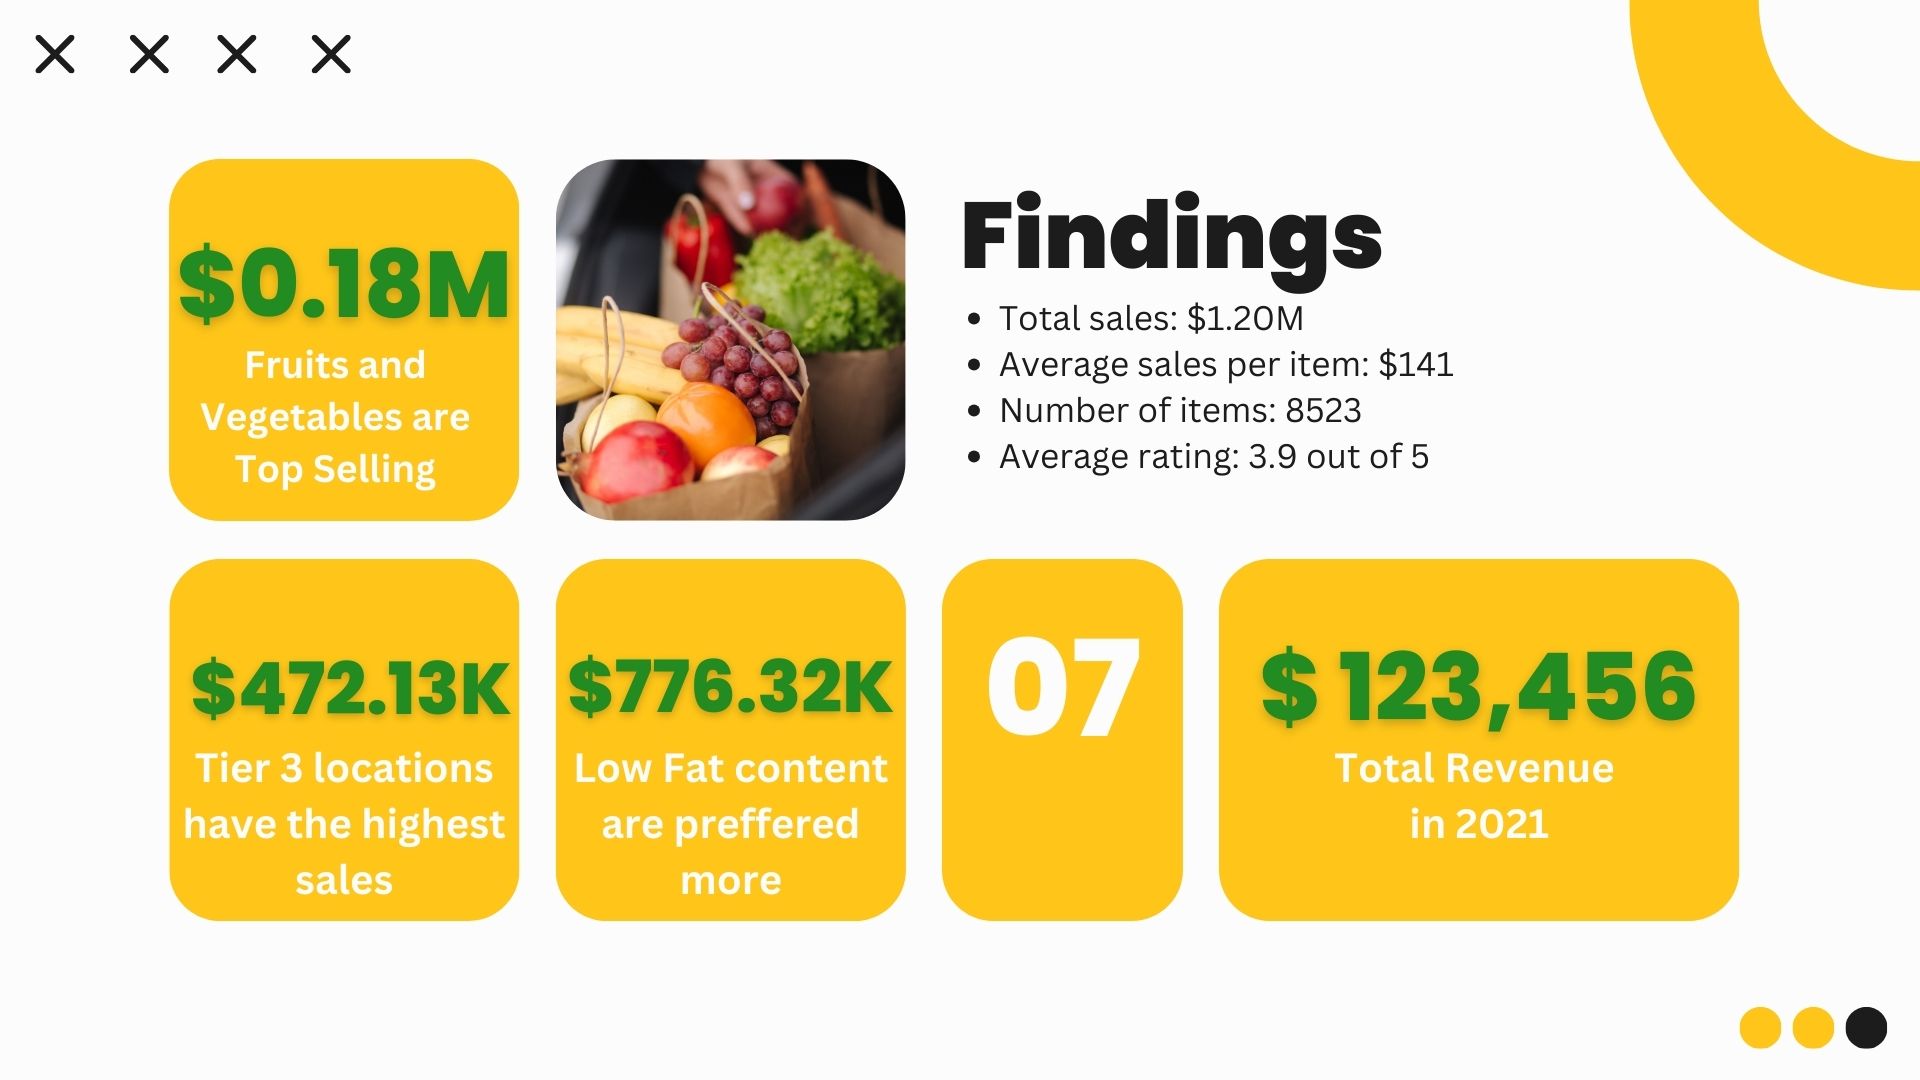 $0.18M
Fruits and
Vegetables are
Top Selling
Findings
• Total sales: $1.20M
• Average sales per item: $141
• Number of items: 8523
• Average rating: 3.9 out of 5
$472.13K
Tier 3 locations
have the highest
sales
$776.32K
Low Fat content
are preffered
more
07
$ 123,456
Total Revenue
in 2021